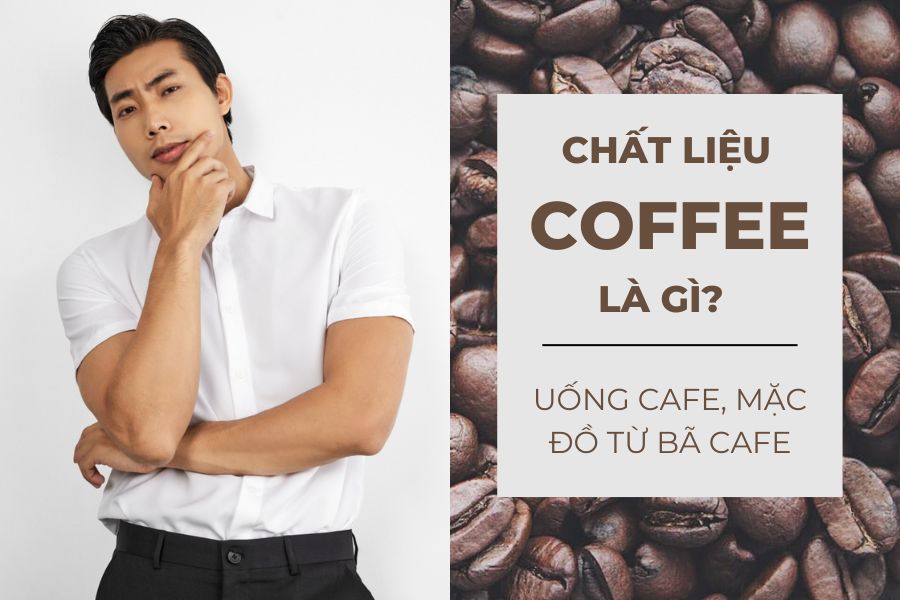 CHẤT LIỆU
COFFEE
LÀ GÌ?
UỐNG CAFE, MẶC
ĐỒ TỪ BÃ CAFE